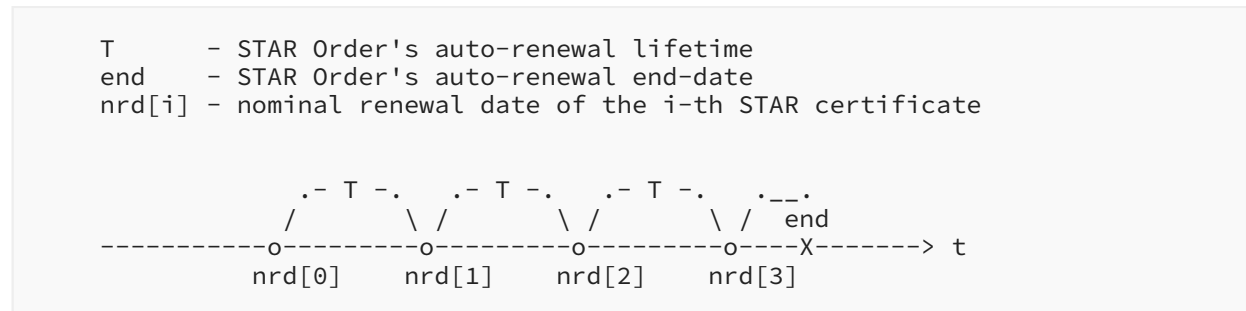 T      - STAR Order's auto-renewal lifetime
end    - STAR Order's auto-renewal end-date
nrd[i] - nominal renewal date of the i-th STAR certificate
.- T -.   .- T -.   .- T -.   .__.
/       \ /       \ /       \ /  end
-----------o---------o---------o---------o----X-------> t
nrd[0]    nrd[1]    nrd[2]    nrd[3]